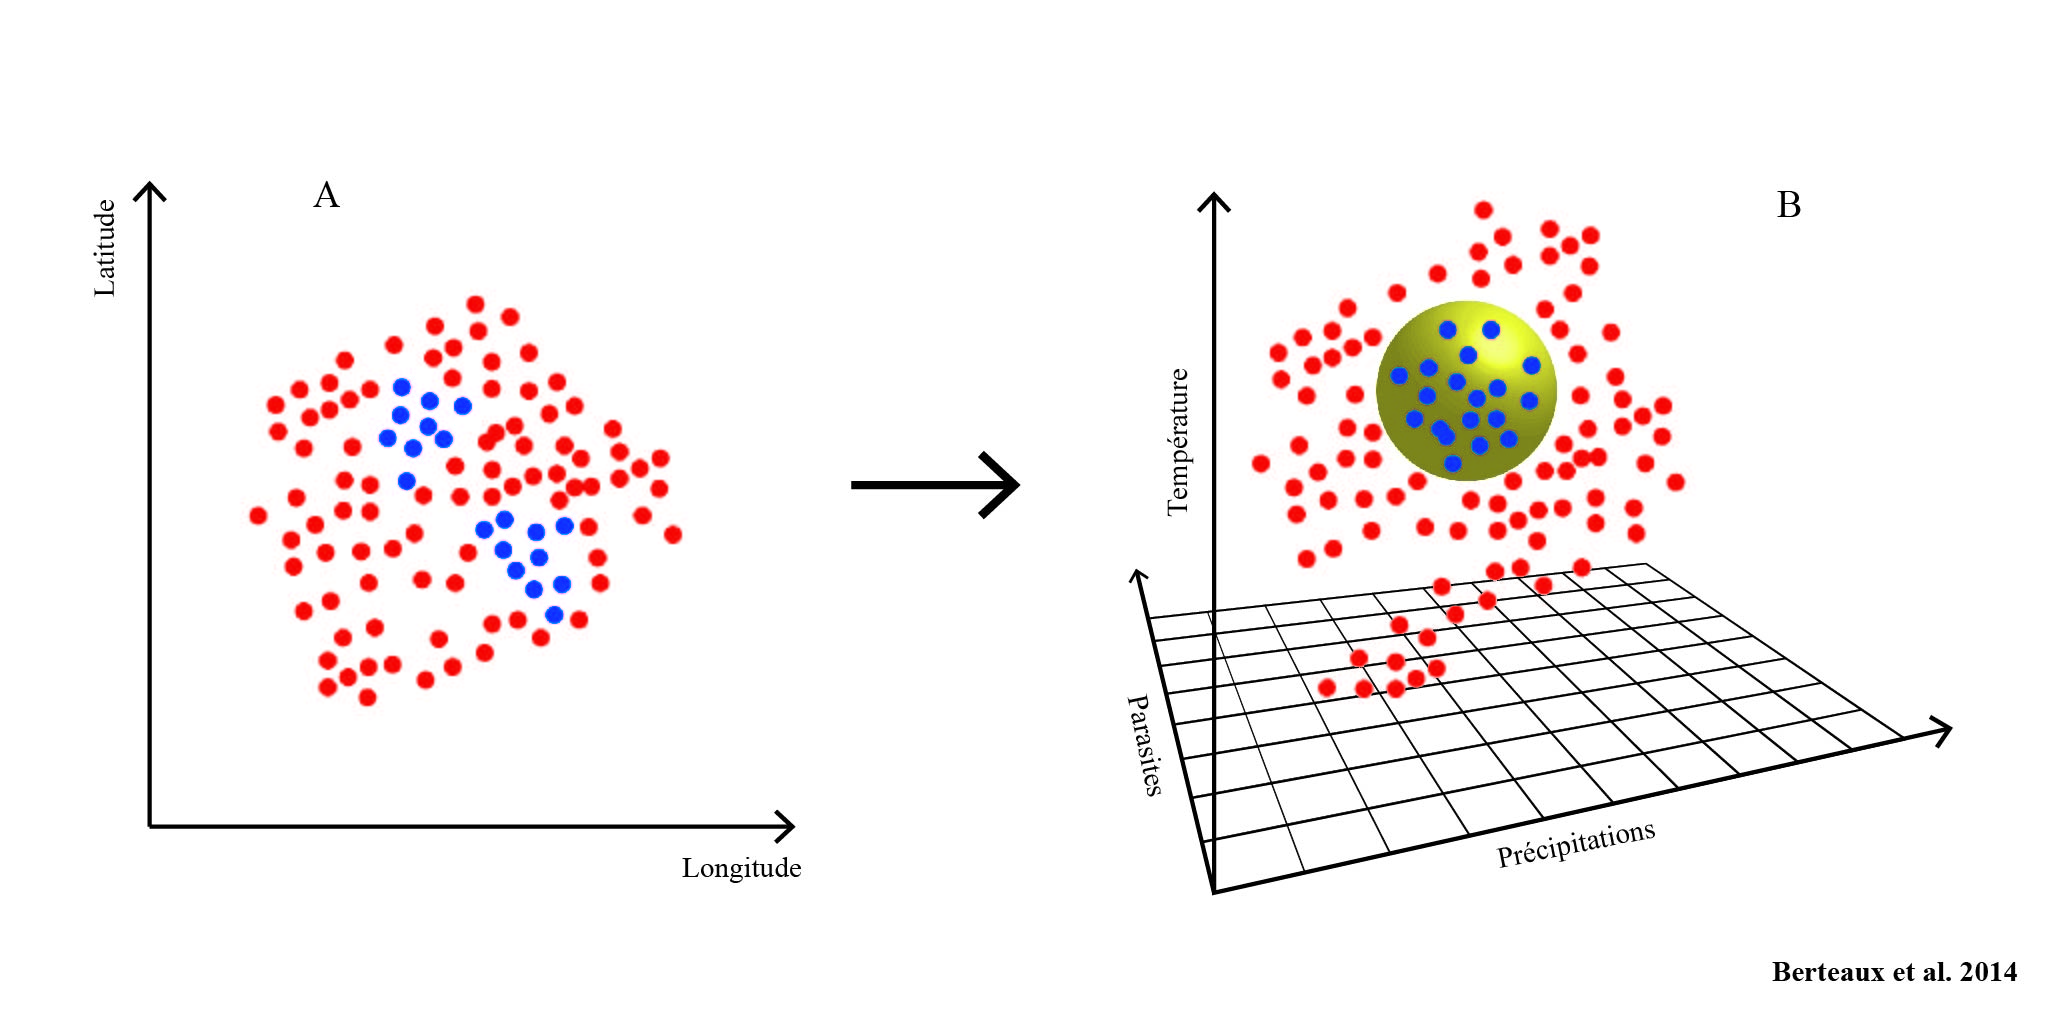 A
Latitude
Longitude
B
Température
Parasites
Précipitations
Berteaux et al. 2014